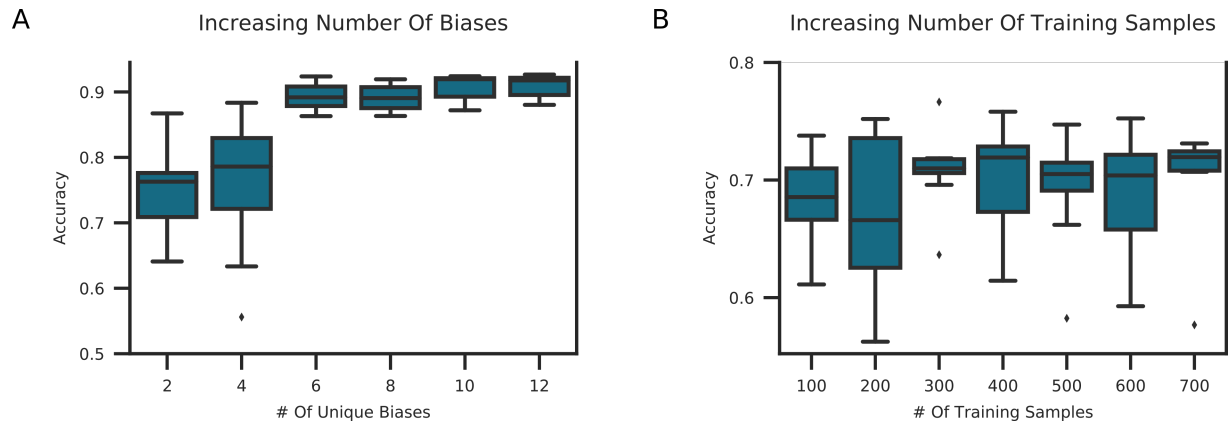 A
Increasing Number Of Biases
Accuracy
0.9
0.8
0.7
0.6
0.5
2 4 6 8 10 12
# Of Unique Biases
B
Increasing Number Of Training Samples
Accuracy
0.8
0.7
0.6
100 200 300 400 500 600 700
# Of Training Samples